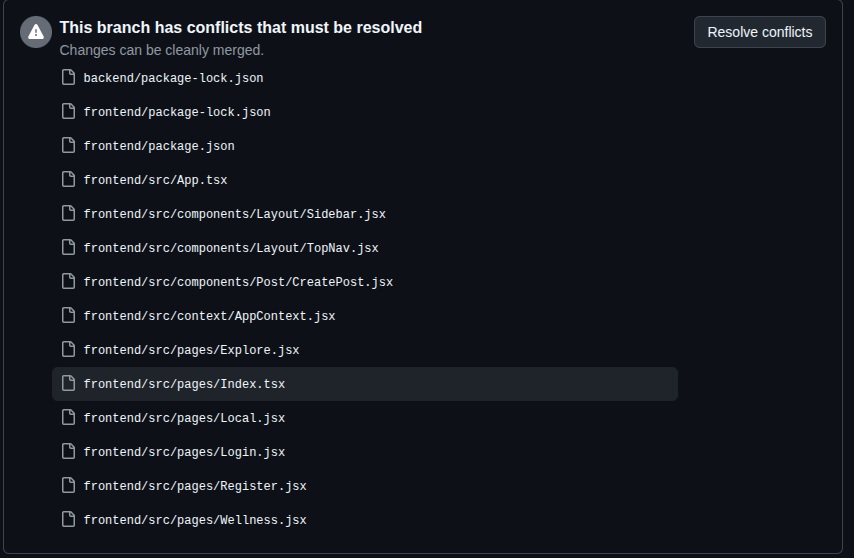 This branch has conflicts that must be resolved
Resolve conflicts
Changes can be cleanly merged.
backend/package-lock.json
frontend/package-lock.json
frontend/package.json
frontend/src/App.tsx
frontend/src/components/Layout/Sidebar.jsx
frontend/src/components/Layout/TopNav.jsx
frontend/src/components/Post/CreatePost.jsx
frontend/src/context/AppContext.jsx
frontend/src/pages/Explore.jsx
frontend/src/pages/Index.tsx
frontend/src/pages/Local.jsx
frontend/src/pages/Login.jsx
frontend/src/pages/Register.jsx
frontend/src/pages/Wellness.jsx